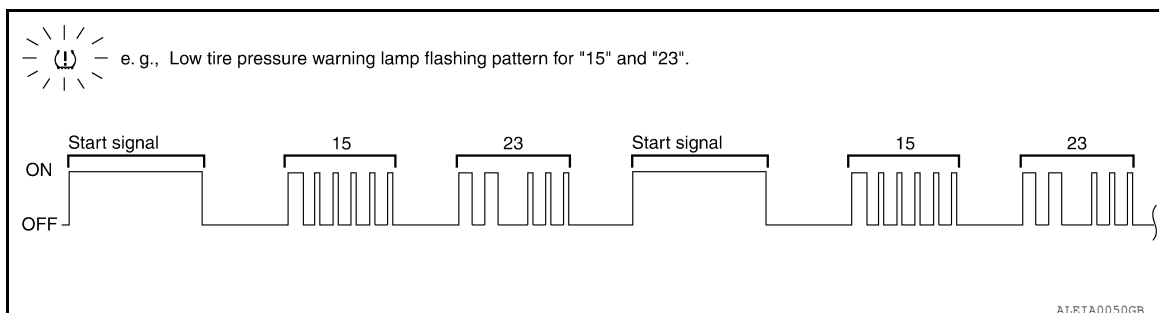 e. g., Low tire pressure warning lamp flashing pattern for "15" and "23".
Start signal 15 23 Start signal 15 23
ON
OFF
ALEIA0050GB